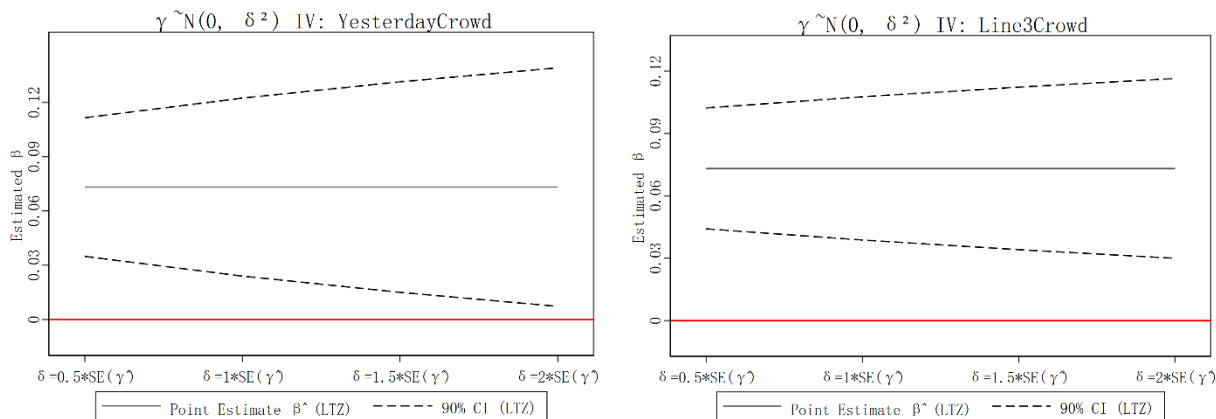 γ~N(0, δ²) IV: YesterdayCrowd
Estimated β
0.12
0.09
0.06
0.03
0
δ=0.5*SE(γ^)
δ=1*SE(γ^)
δ=1.5*SE(γ^)
δ=2*SE(γ^)
Point Estimate β^ (LTZ)
90% CI (LTZ)
γ~N(0, δ²) IV: Line3Crowd
Estimated β
0.12
0.09
0.06
0.03
0
δ=0.5*SE(γ^)
δ=1*SE(γ^)
δ=1.5*SE(γ^)
δ=2*SE(γ^)
Point Estimate β^ (LTZ)
90% CI (LTZ)